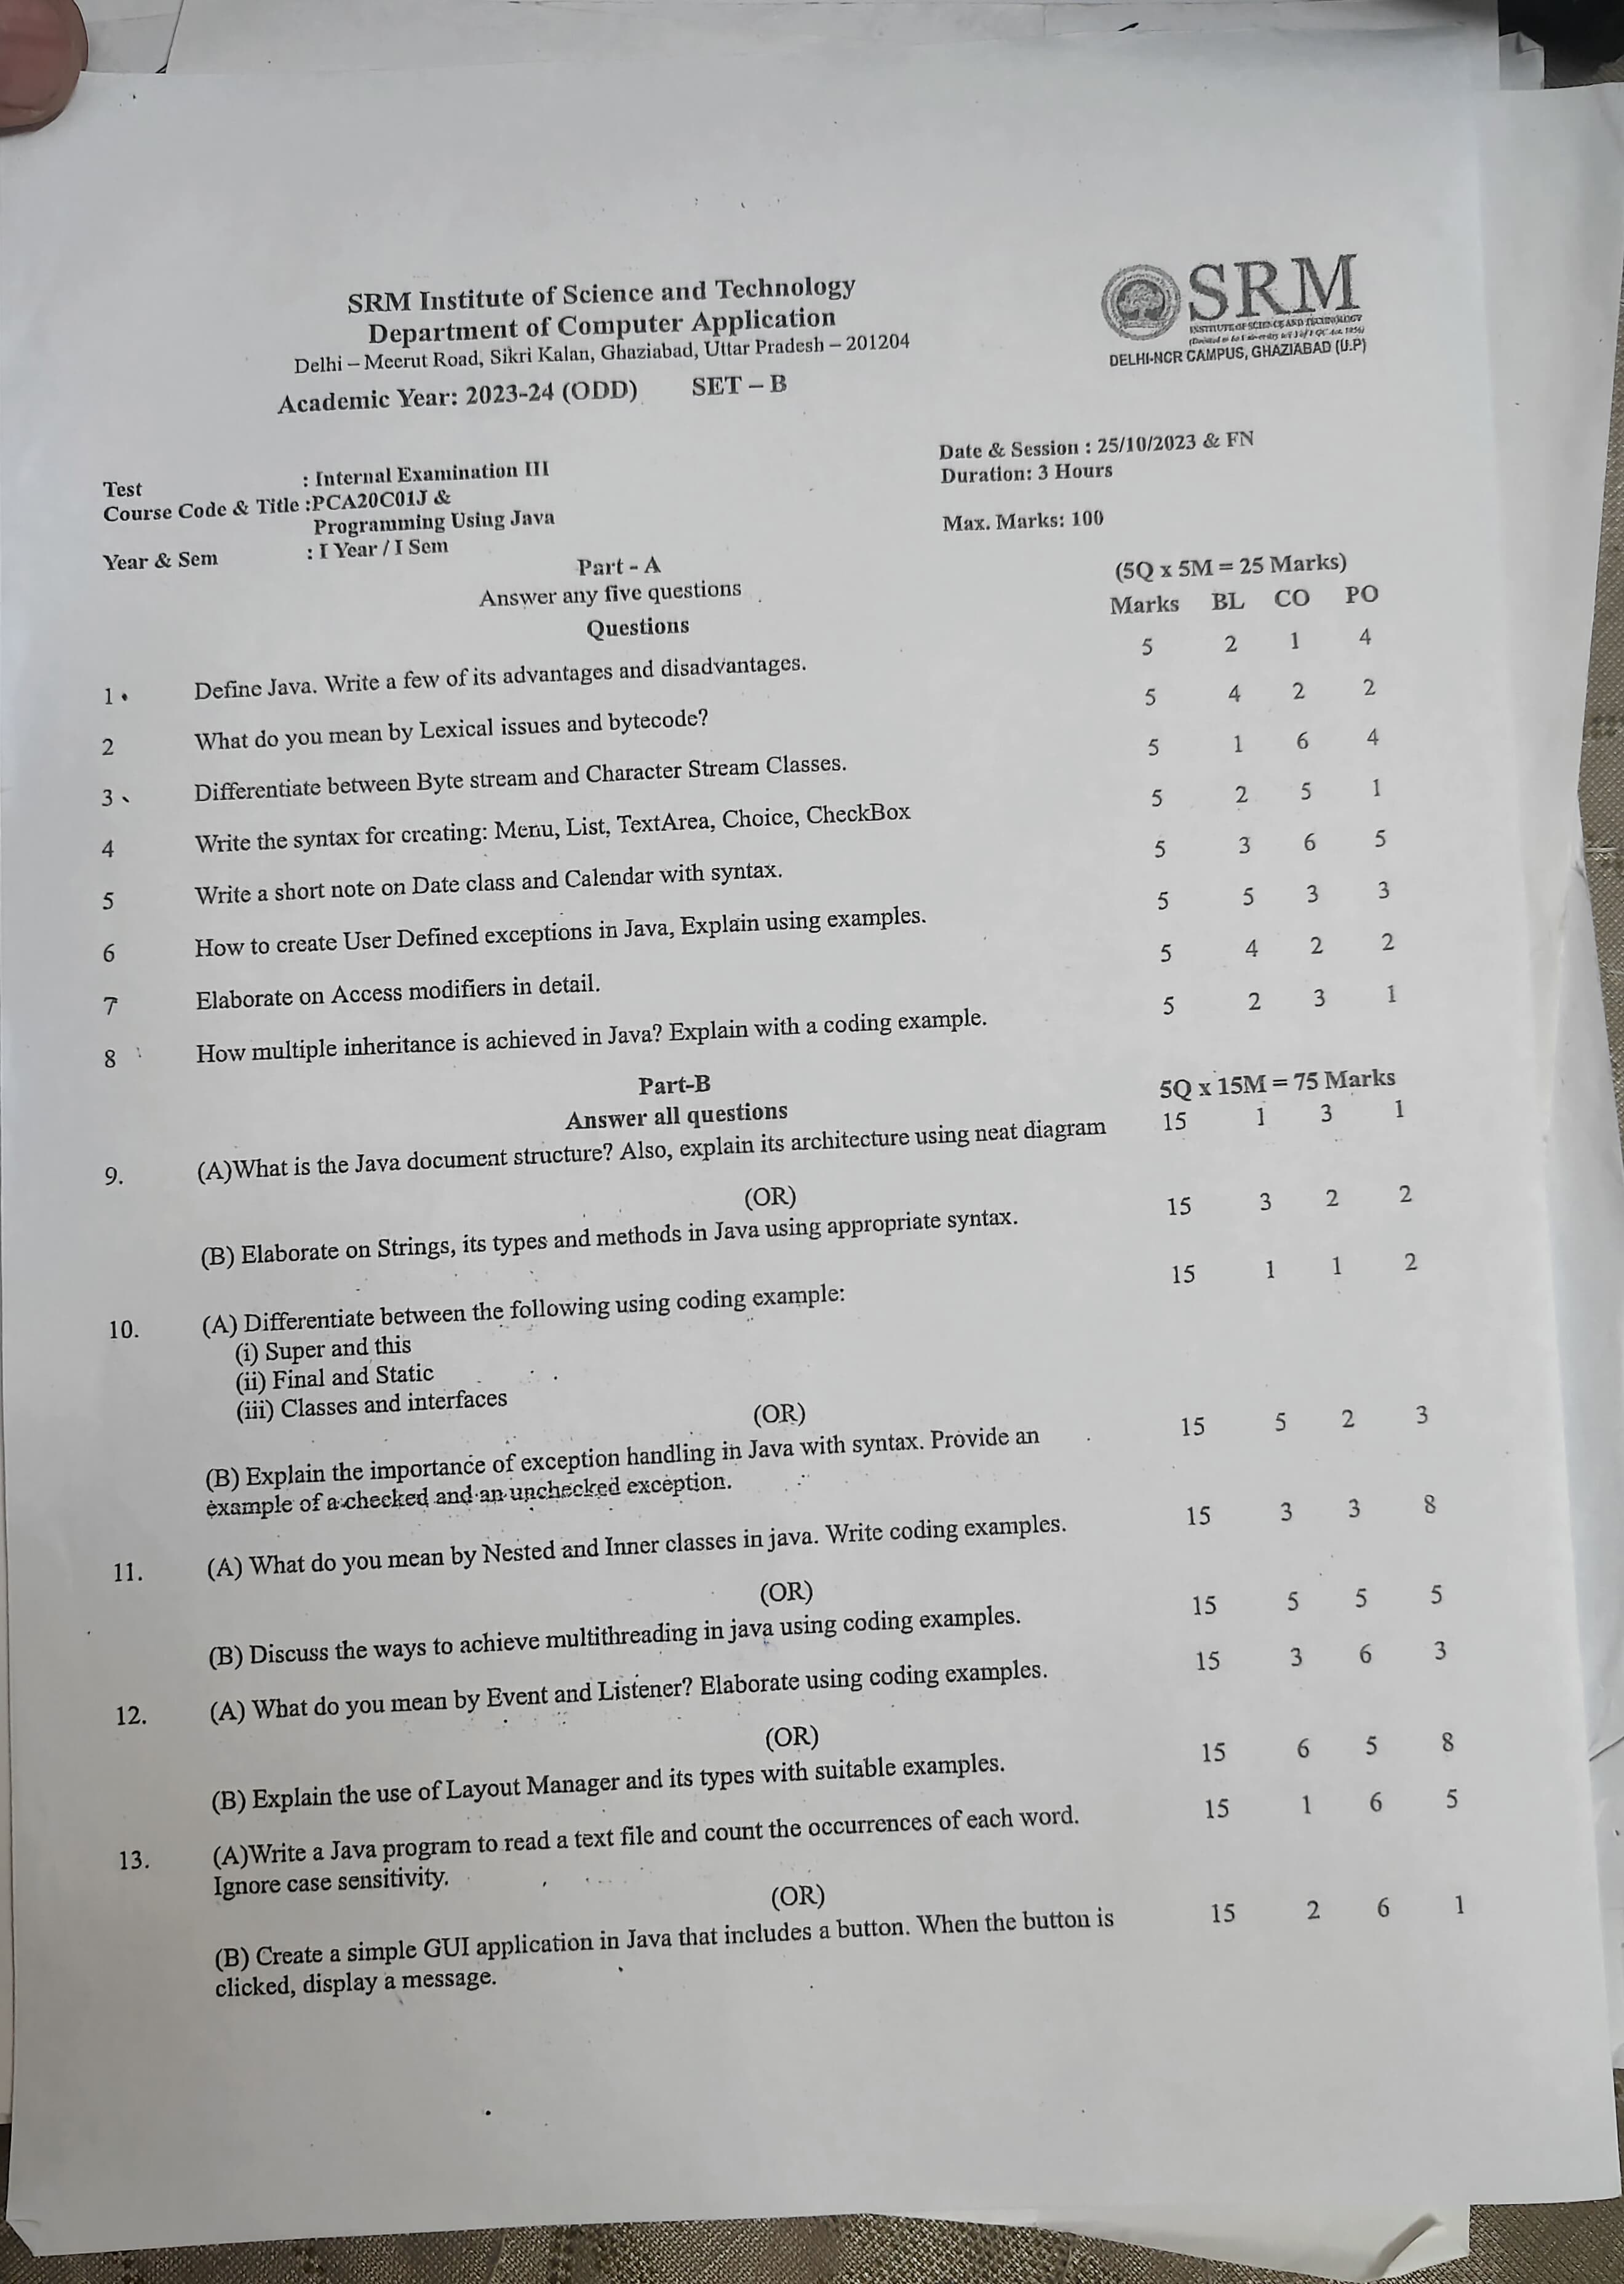 SRM Institute of Science and Technology
Department of Computer Application
Delhi – Meerut Road, Sikri Kalan, Ghaziabad, Uttar Pradesh – 201204
Academic Year: 2023-24 (ODD) SET – B
SRM
INSTITUTE OF SCIENCE AND TECHNOLOGY
DELHI-NCR CAMPUS, GHAZIABAD (U.P)
Test : Internal Examination III
Course Code & Title :PCA20C01J &
Programming Using Java
Year & Sem : I Year / I Sem
Date & Session : 25/10/2023 & FN
Duration: 3 Hours
Max. Marks: 100
Part - A (5Q x 5M = 25 Marks)
Answer any five questions
Questions Marks BL CO PO
1. Define Java. Write a few of its advantages and disadvantages. 5 2 1 4
2 What do you mean by Lexical issues and bytecode? 5 4 2 2
3 Differentiate between Byte stream and Character Stream Classes. 5 1 6 4
4 Write the syntax for creating: Menu, List, TextArea, Choice, CheckBox 5 2 5 1
5 Write a short note on Date class and Calendar with syntax. 5 3 6 5
6 How to create User Defined exceptions in Java, Explain using examples. 5 5 3 3
7 Elaborate on Access modifiers in detail. 5 4 2 2
8 How multiple inheritance is achieved in Java? Explain with a coding example. 5 2 3 1
Part-B 5Q x 15M = 75 Marks
Answer all questions
9. (A)What is the Java document structure? Also, explain its architecture using neat diagram 15 1 3 1
(OR)
(B) Elaborate on Strings, its types and methods in Java using appropriate syntax. 15 3 2 2
10. (A) Differentiate between the following using coding example: 15 1 1 2
(i) Super and this
(ii) Final and Static
(iii) Classes and interfaces
(OR)
(B) Explain the importance of exception handling in Java with syntax. Provide an 15 5 2 3
example of a checked and an unchecked exception.
11. (A) What do you mean by Nested and Inner classes in java. Write coding examples. 15 3 3 8
(OR)
(B) Discuss the ways to achieve multithreading in java using coding examples. 15 5 5 5
12. (A) What do you mean by Event and Listener? Elaborate using coding examples. 15 3 6 3
(OR)
(B) Explain the use of Layout Manager and its types with suitable examples. 15 6 5 8
13. (A)Write a Java program to read a text file and count the occurrences of each word. 15 1 6 5
Ignore case sensitivity.
(OR)
(B) Create a simple GUI application in Java that includes a button. When the button is 15 2 6 1
clicked, display a message.